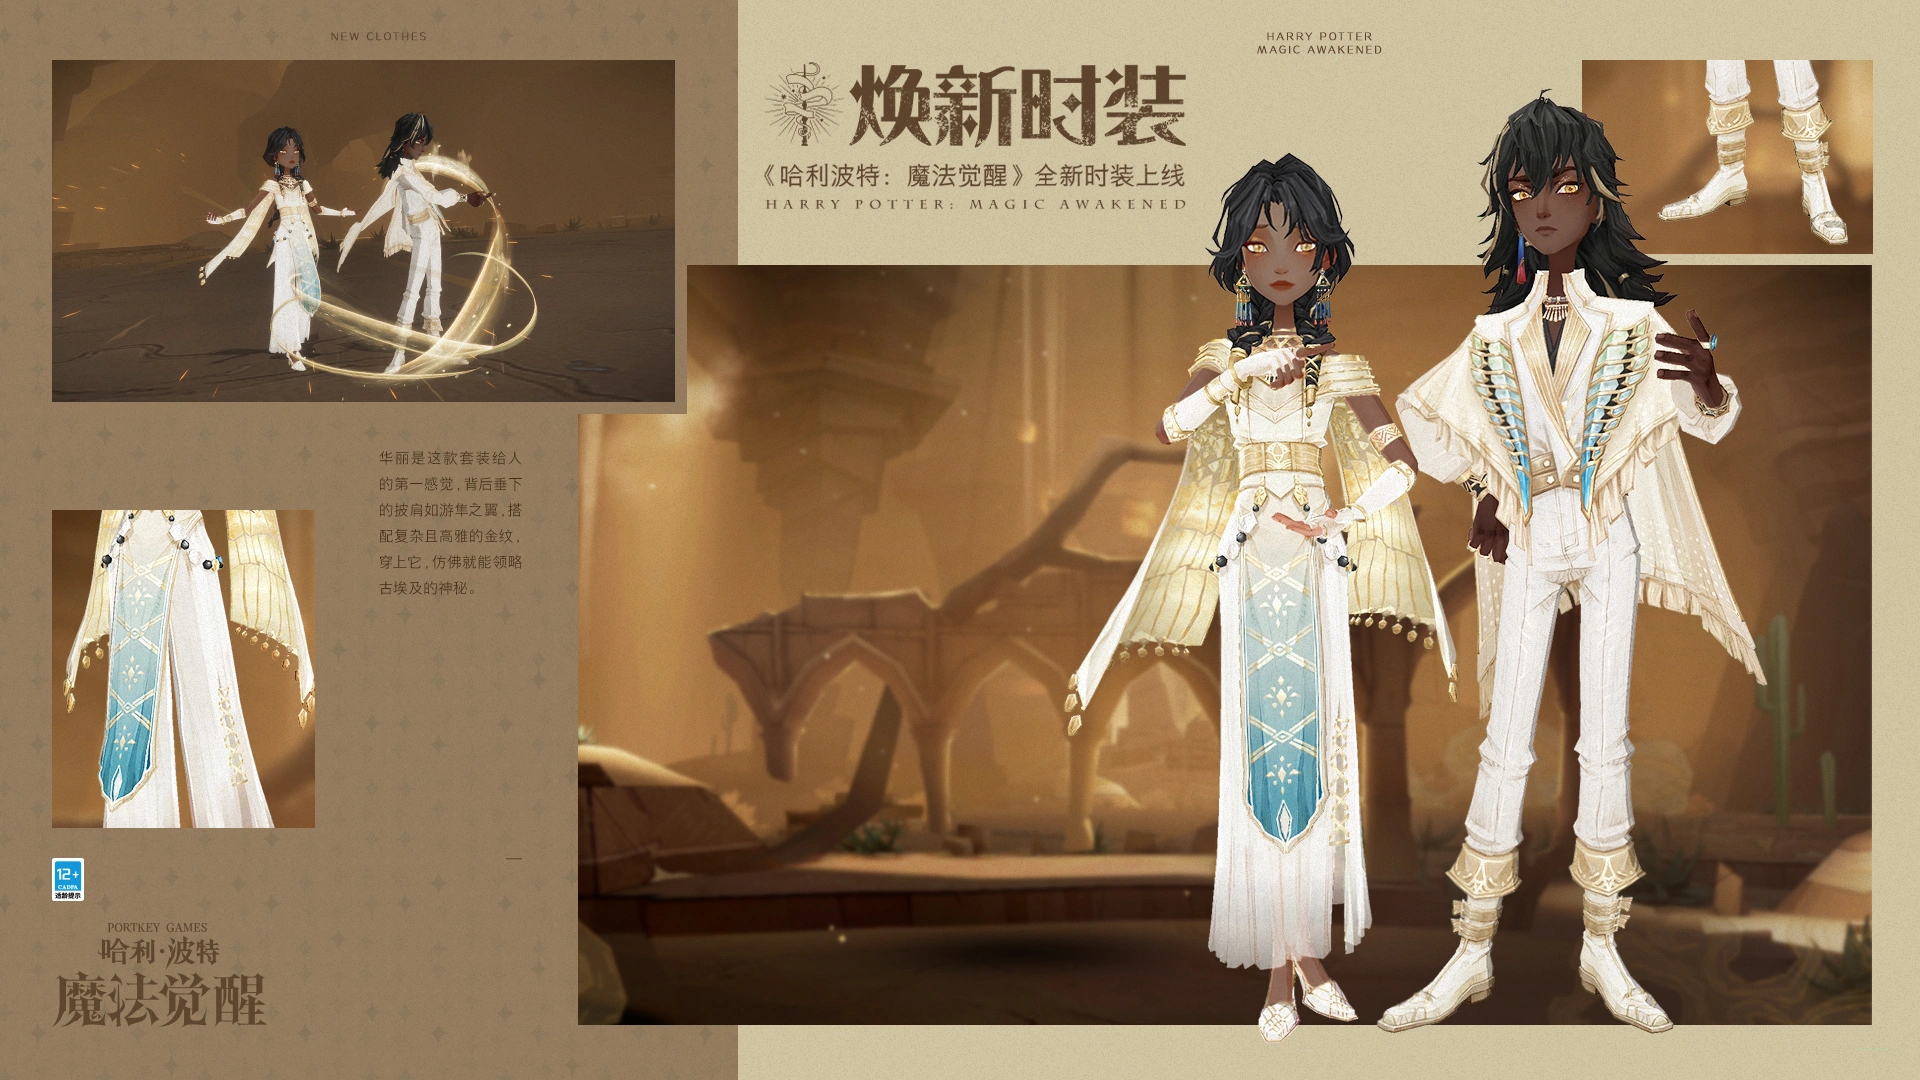 NEW CLOTHES
HARRY POTTER
MAGIC AWAKENED
焕新时装
《哈利波特：魔法觉醒》全新时装上线
HARRY POTTER: MAGIC AWAKENED
华丽是这款套装给人
的第一感觉，背后垂下
的披肩如游隼之翼，搭
配复杂且高雅的金纹，
穿上它，仿佛就能领略
古埃及的神秘。
12+
CADPA
适龄提示
PORTKEY GAMES
哈利·波特
魔法觉醒